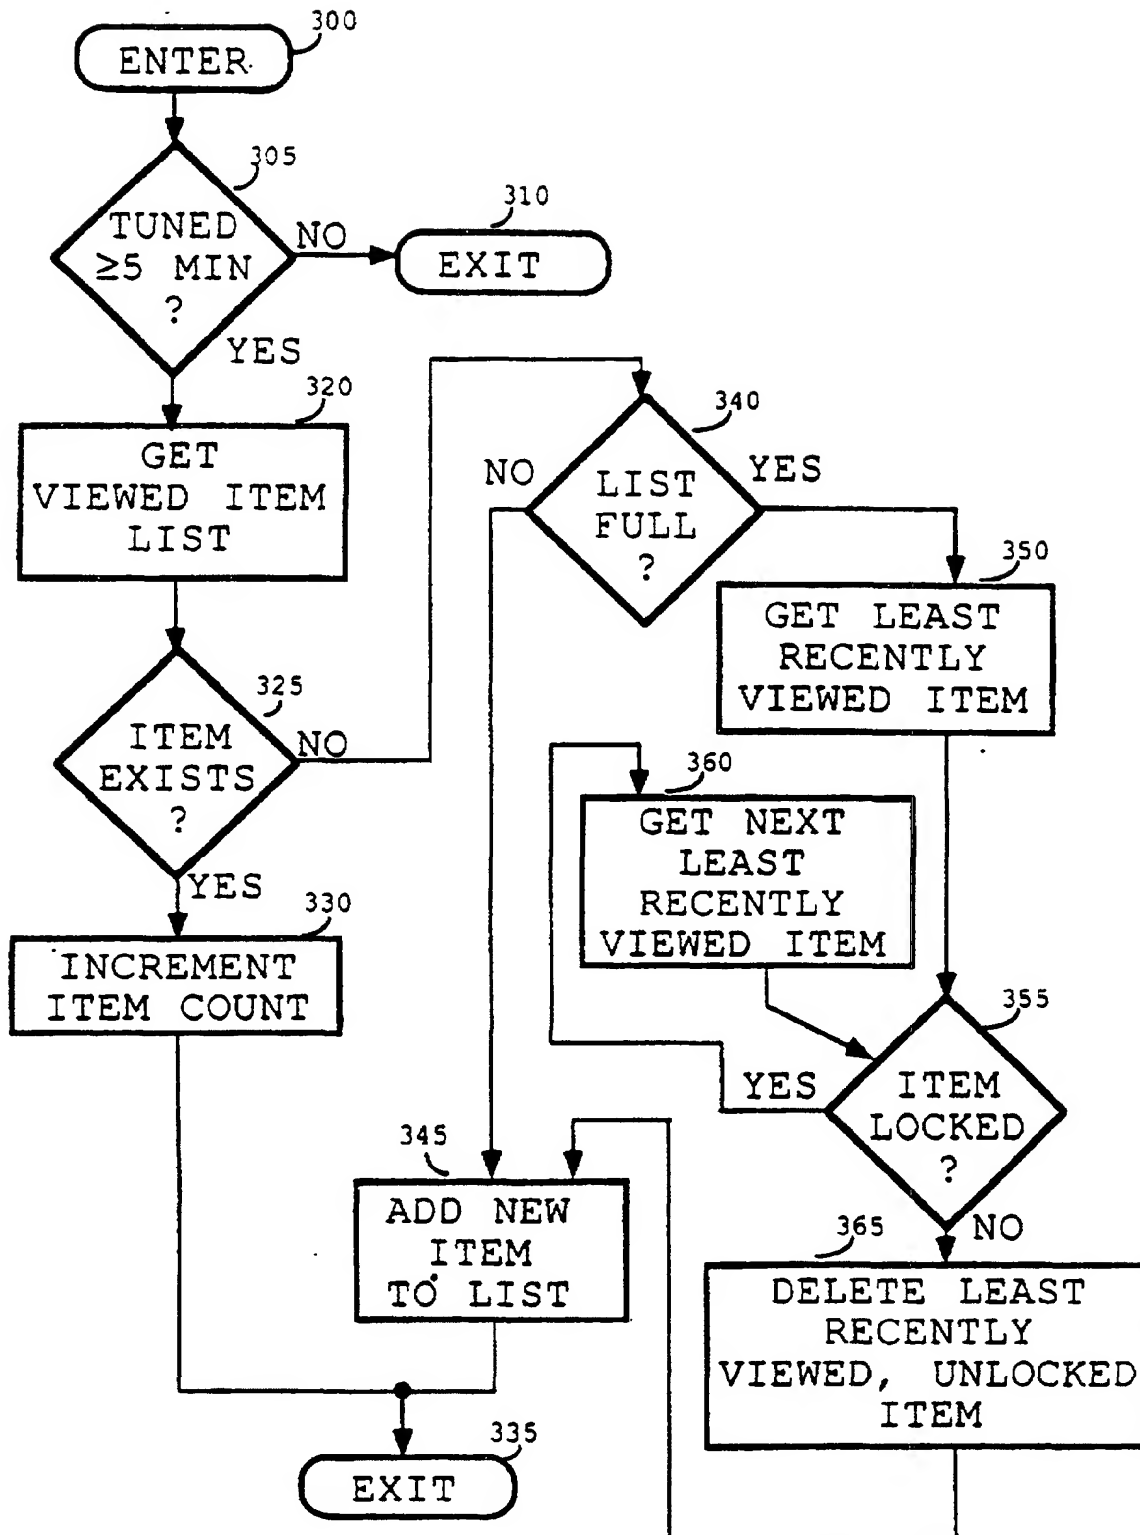 300
ENTER
305
TUNED
≥5 MIN
?
NO
310
EXIT
YES
320
GET
VIEWED ITEM
LIST
325
ITEM
EXISTS
?
NO
YES
330
INCREMENT
ITEM COUNT
340
LIST
FULL
?
NO
YES
350
GET LEAST
RECENTLY
VIEWED ITEM
360
GET NEXT
LEAST
RECENTLY
VIEWED ITEM
355
ITEM
LOCKED
?
YES
NO
345
ADD NEW
ITEM
TO LIST
365
DELETE LEAST
RECENTLY
VIEWED, UNLOCKED
ITEM
335
EXIT